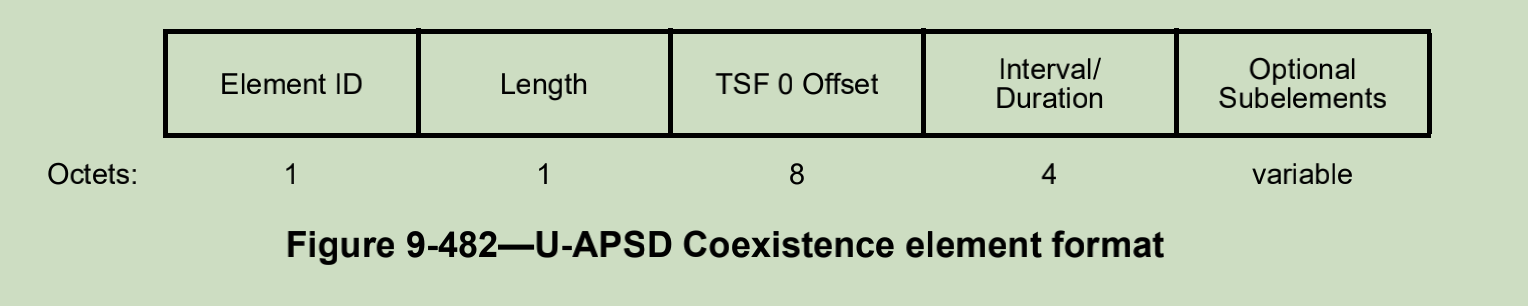 Element ID Length TSF 0 Offset Interval/ Duration Optional Subelements
Octets: 1 1 8 4 variable
Figure 9-482—U-APSD Coexistence element format